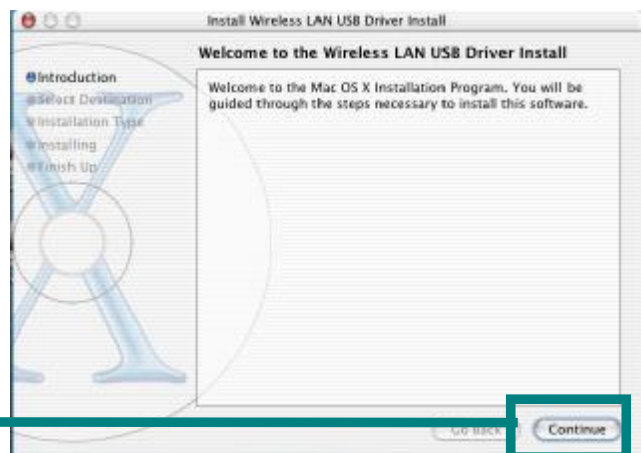 Install Wireless LAN USB Driver Install
Welcome to the Wireless LAN USB Driver Install
Introduction
Select Destination
Installation Type
Installing
Finish Up
Welcome to the Mac OS X Installation Program. You will be
guided through the steps necessary to install this software.
Go Back
Continue